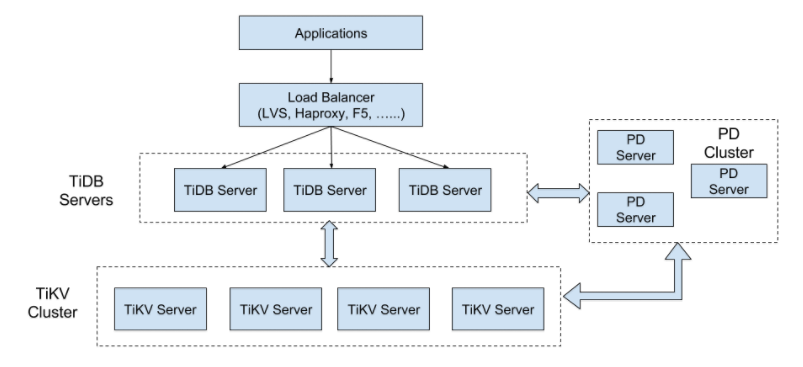 Applications
Load Balancer
(LVS, Haproxy, F5, ......)
TiDB
Servers
TiDB Server
TiDB Server
TiDB Server
PD
Cluster
PD
Server
PD
Server
PD
Server
TiKV
Cluster
TiKV Server
TiKV Server
TiKV Server
TiKV Server